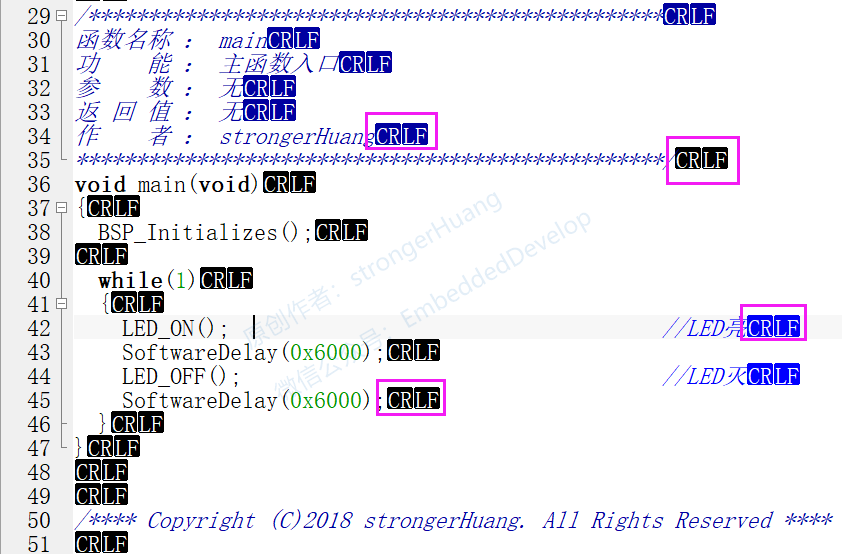 29 /************************************************CRLF
30 函数名称 : mainCRLF
31 功    能 : 主函数入口CRLF
32 参    数 : 无CRLF
33 返 回 值 : 无CRLF
34 作    者 : strongerHuangCRLF
35 *************************************************/CRLF
36 void main(void)CRLF
37 {CRLF
38   BSP_Initializes();CRLF
39 CRLF
40   while(1)CRLF
41   {CRLF
42     LED_ON();                                    //LED亮CRLF
43     SoftwareDelay(0x6000);CRLF
44     LED_OFF();                                   //LED灭CRLF
45     SoftwareDelay(0x6000);CRLF
46   }CRLF
47 }CRLF
48 CRLF
49 CRLF
50 /**** Copyright (C)2018 strongerHuang. All Rights Reserved ****
51 CRLF
原创作者：strongerHuang
微信公众号：EmbeddedDevelop